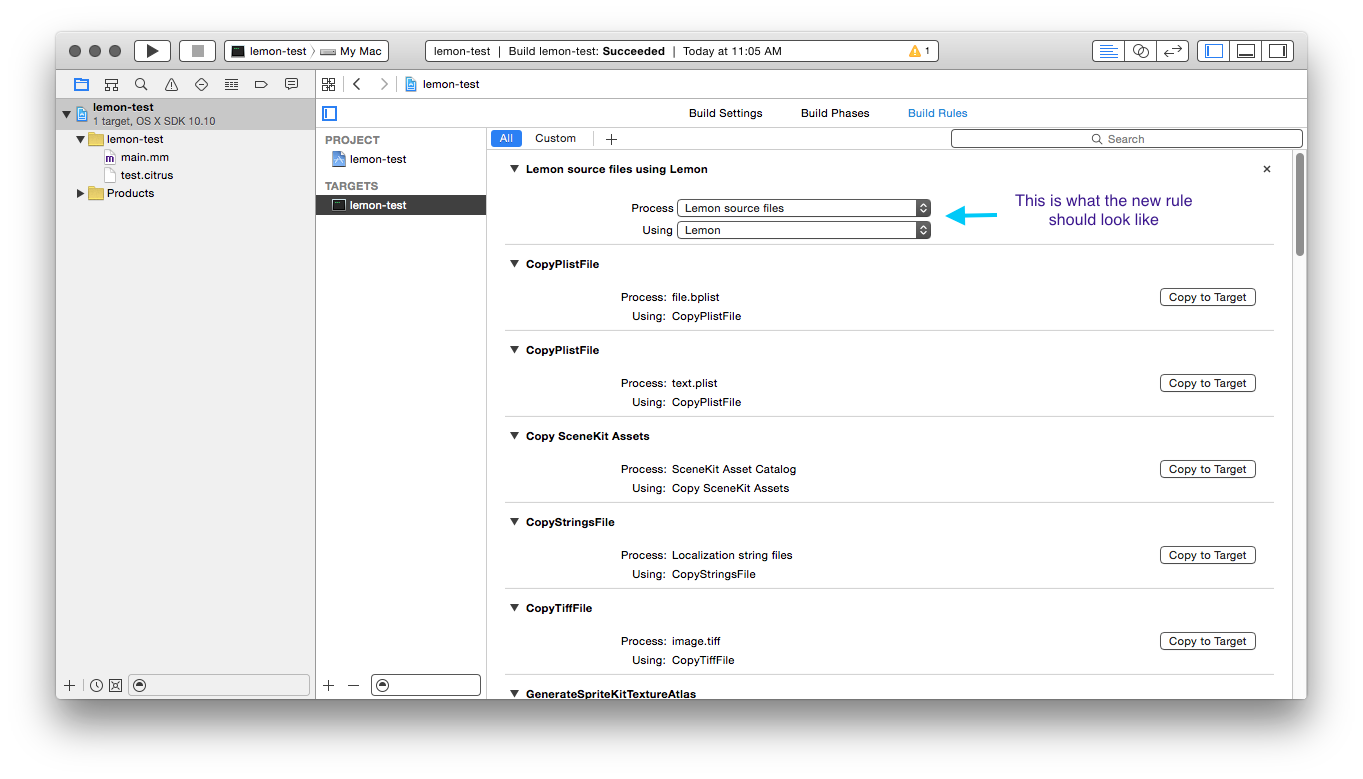 lemon-test 〉 My Mac
lemon-test | Build lemon-test: Succeeded | Today at 11:05 AM
1
lemon-test
lemon-test
1 target, OS X SDK 10.10
lemon-test
m main.mm
test.citrus
Products
Build Settings Build Phases Build Rules
PROJECT
lemon-test
TARGETS
lemon-test
All Custom
Search
Lemon source files using Lemon
Process Lemon source files
Using Lemon
This is what the new rule
should look like
CopyPlistFile
Process: file.bplist
Using: CopyPlistFile
Copy to Target
CopyPlistFile
Process: text.plist
Using: CopyPlistFile
Copy to Target
Copy SceneKit Assets
Process: SceneKit Asset Catalog
Using: Copy SceneKit Assets
Copy to Target
CopyStringsFile
Process: Localization string files
Using: CopyStringsFile
Copy to Target
CopyTiffFile
Process: image.tiff
Using: CopyTiffFile
Copy to Target
GenerateSpriteKitTextureAtlas